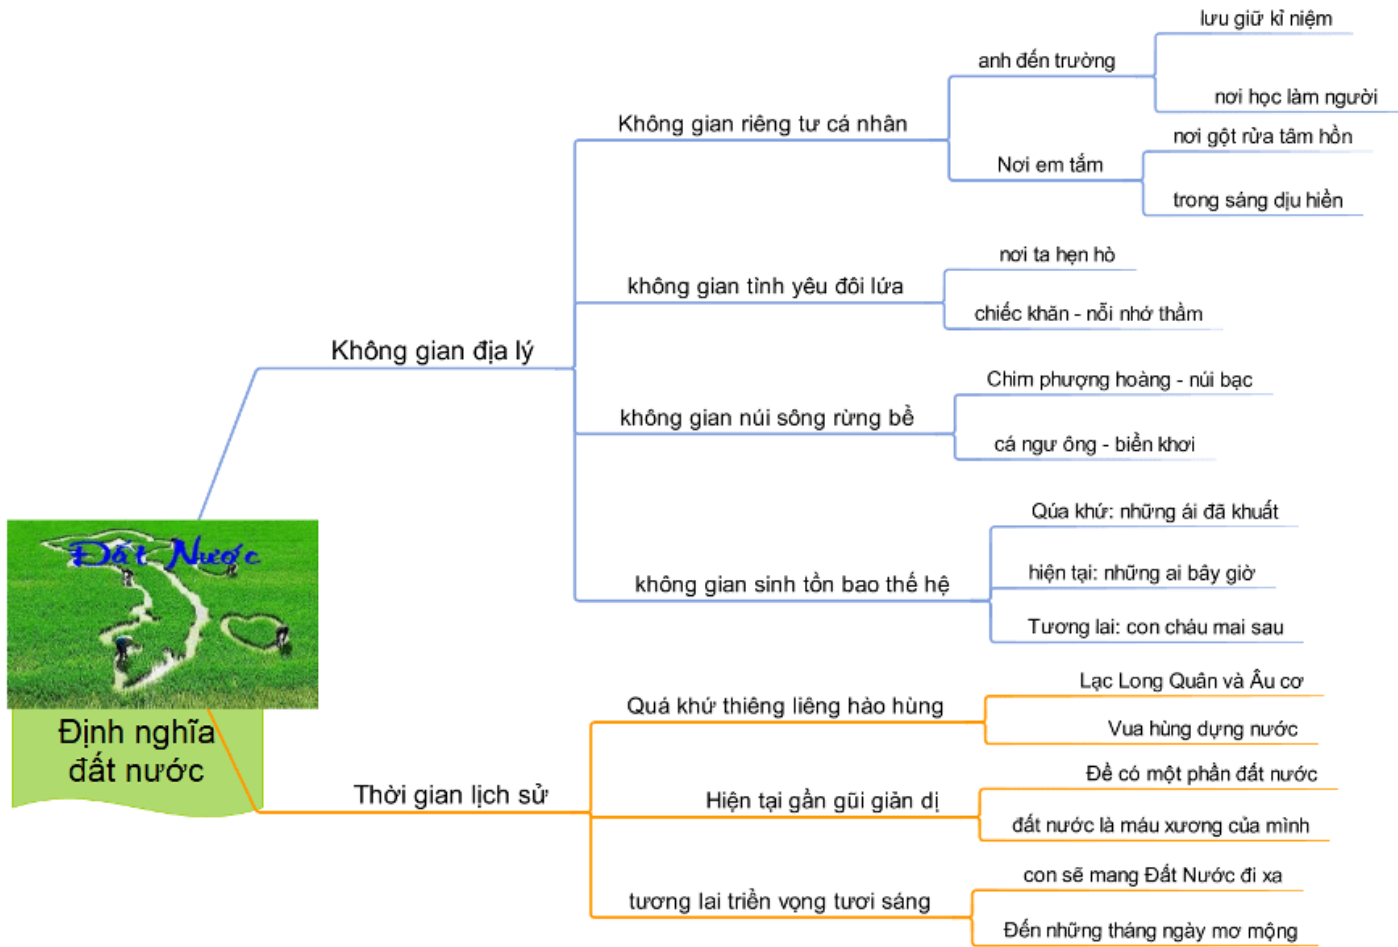 Đất Nước
Định nghĩa
đất nước
Không gian địa lý
Không gian riêng tư cá nhân
anh đến trường
lưu giữ kỉ niệm
nơi học làm người
Nơi em tắm
nơi gột rửa tâm hồn
trong sáng dịu hiền
không gian tình yêu đôi lứa
nơi ta hẹn hò
chiếc khăn - nỗi nhớ thầm
không gian núi sông rừng bể
Chim phượng hoàng - núi bạc
cá ngư ông - biển khơi
không gian sinh tồn bao thế hệ
Qúa khứ: những ái đã khuất
hiện tại: những ai bây giờ
Tương lai: con cháu mai sau
Thời gian lịch sử
Quá khứ thiêng liêng hào hùng
Lạc Long Quân và Âu cơ
Vua hùng dựng nước
Hiện tại gần gũi giản dị
Đề có một phần đất nước
đất nước là máu xương của mình
tương lai triển vọng tươi sáng
con sẽ mang Đất Nước đi xa
Đến những tháng ngày mơ mộng